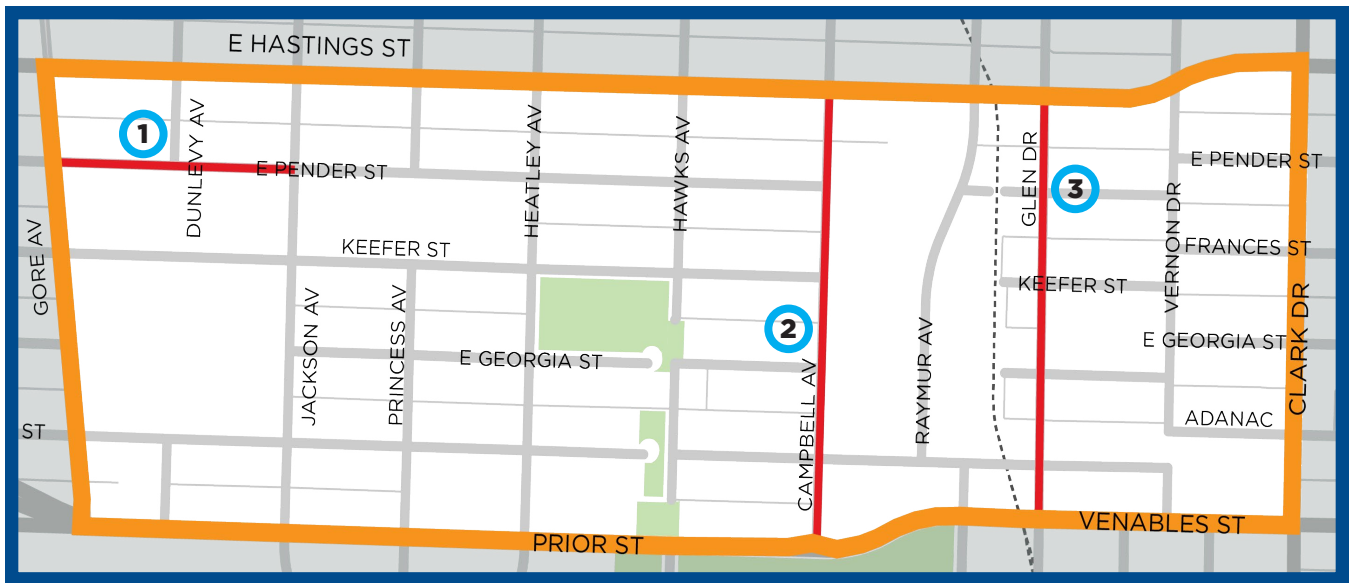 E HASTINGS ST
1
DUNLEVY AV
E PENDER ST
HEATLEY AV
HAWKS AV
GLEN DR
3
E PENDER ST
VERNON DR
FRANCES ST
GORE AV
KEEFER ST
KEEFER ST
JACKSON AV
PRINCESS AV
2
RAYMUR AV
E GEORGIA ST
E GEORGIA ST
CLARK DR
CAMPBELL AV
ADANAC
ST
PRIOR ST
VENABLES ST